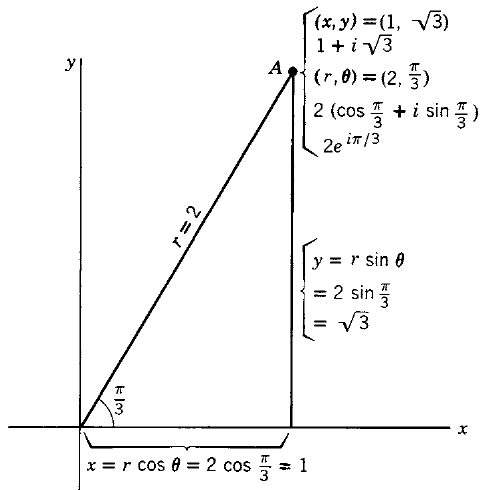 (x, y) = (1, √3)
1 + i √3
y
A
(r, θ) = (2, π/3)
2 (cos π/3 + i sin π/3)
2e^{iπ/3}
r = 2
y = r sin θ
= 2 sin π/3
= √3
π/3
x
x = r cos θ = 2 cos π/3 = 1